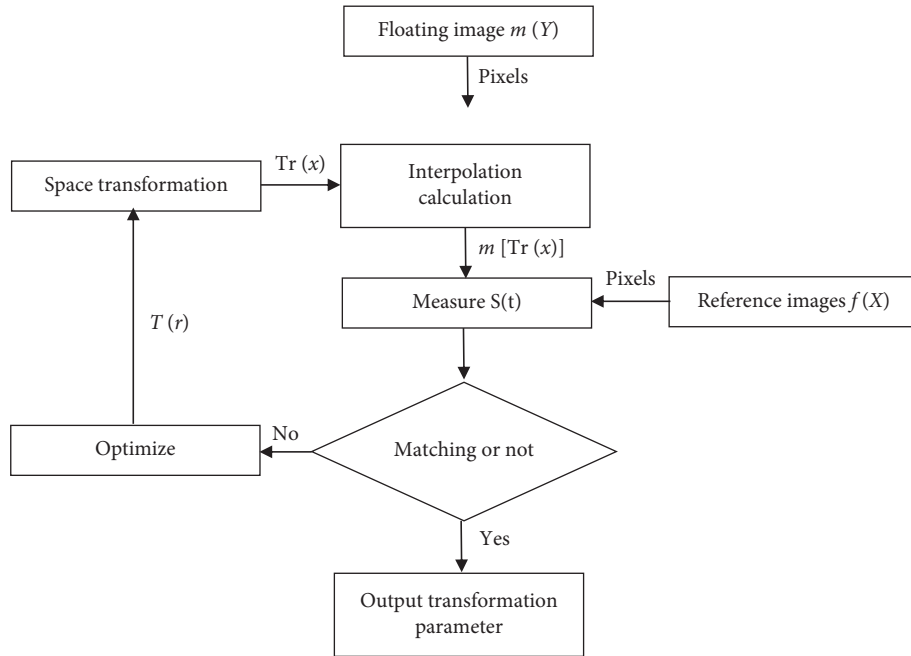 Floating image m (Y)
Pixels
Tr (x)
Space transformation
Interpolation
calculation
m [Tr (x)]
Pixels
Measure S(t)
Reference images f (X)
T (r)
No
Optimize
Matching or not
Yes
Output transformation
parameter